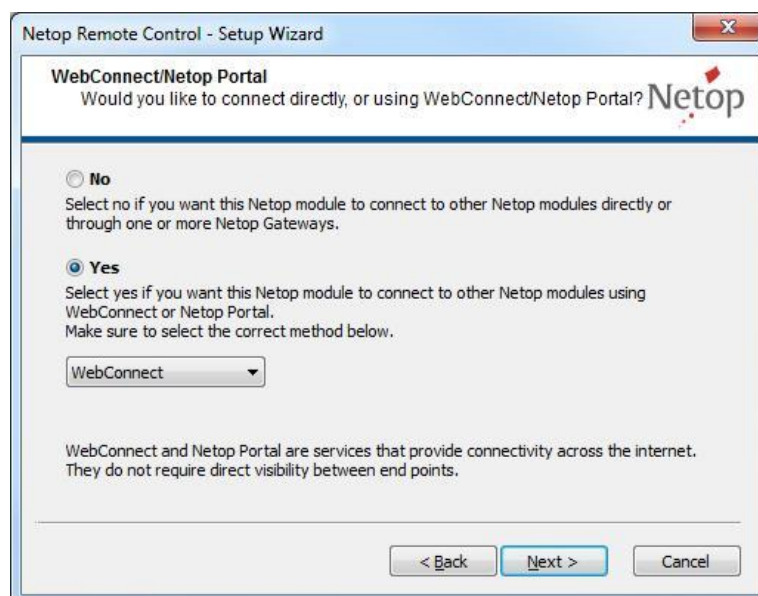 Netop Remote Control - Setup Wizard
WebConnect/Netop Portal
Would you like to connect directly, or using WebConnect/Netop Portal?
Netop
No
Select no if you want this Netop module to connect to other Netop modules directly or
through one or more Netop Gateways.
Yes
Select yes if you want this Netop module to connect to other Netop modules using
WebConnect or Netop Portal.
Make sure to select the correct method below.
WebConnect
WebConnect and Netop Portal are services that provide connectivity across the internet.
They do not require direct visibility between end points.
< Back
Next >
Cancel